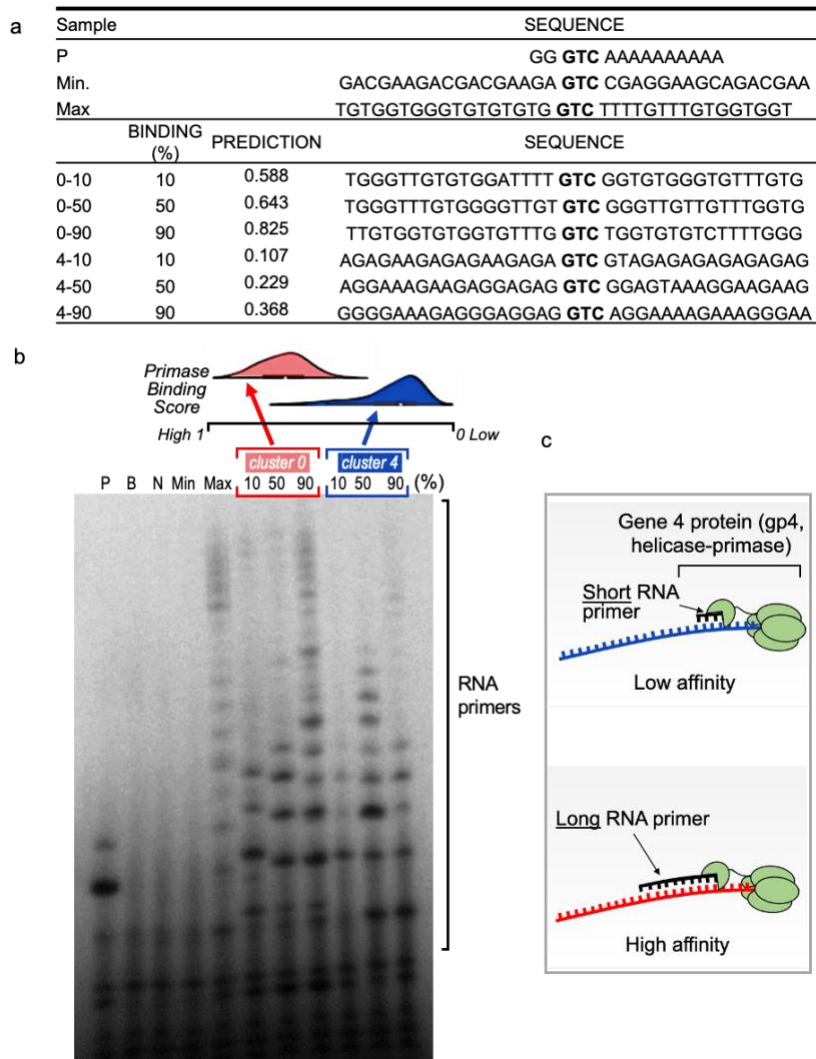 a
Sample SEQUENCE
P GG GTC AAAAAAAAAA
Min. GACGAAGACGACGAAGA GTC CGAGGAAGCAGACGAA
Max TGTGGTGGGTGTGTGTG GTC TTTTGTTTGTGGTGGT
BINDING (%) PREDICTION SEQUENCE
0-10 10 0.588 TGGGTTGTGTGGATTTT GTC GGTGTGGGTGTTTGTG
0-50 50 0.643 TGGGTTTGTGGGGTTGT GTC GGGTTGTTGTTTGGTG
0-90 90 0.825 TTGTGGTGTGGTGTTTG GTC TGGTGTGTCTTTTGGG
4-10 10 0.107 AGAGAAGAGAGAAGAGA GTC GTAGAGAGAGAGAGAG
4-50 50 0.229 AGGAAAGAAGAGGAGAG GTC GGAGTAAAGGAAGAAG
4-90 90 0.368 GGGGAAAGAGGGAGGAG GTC AGGAAAAGAAAGGGAA
b
Primase
Binding
Score
High 1 0 Low
cluster 0 cluster 4
P B N Min Max 10 50 90 10 50 90 (%)
RNA
primers
c
Gene 4 protein (gp4,
helicase-primase)
Short RNA
primer
Low affinity
Long RNA primer
High affinity